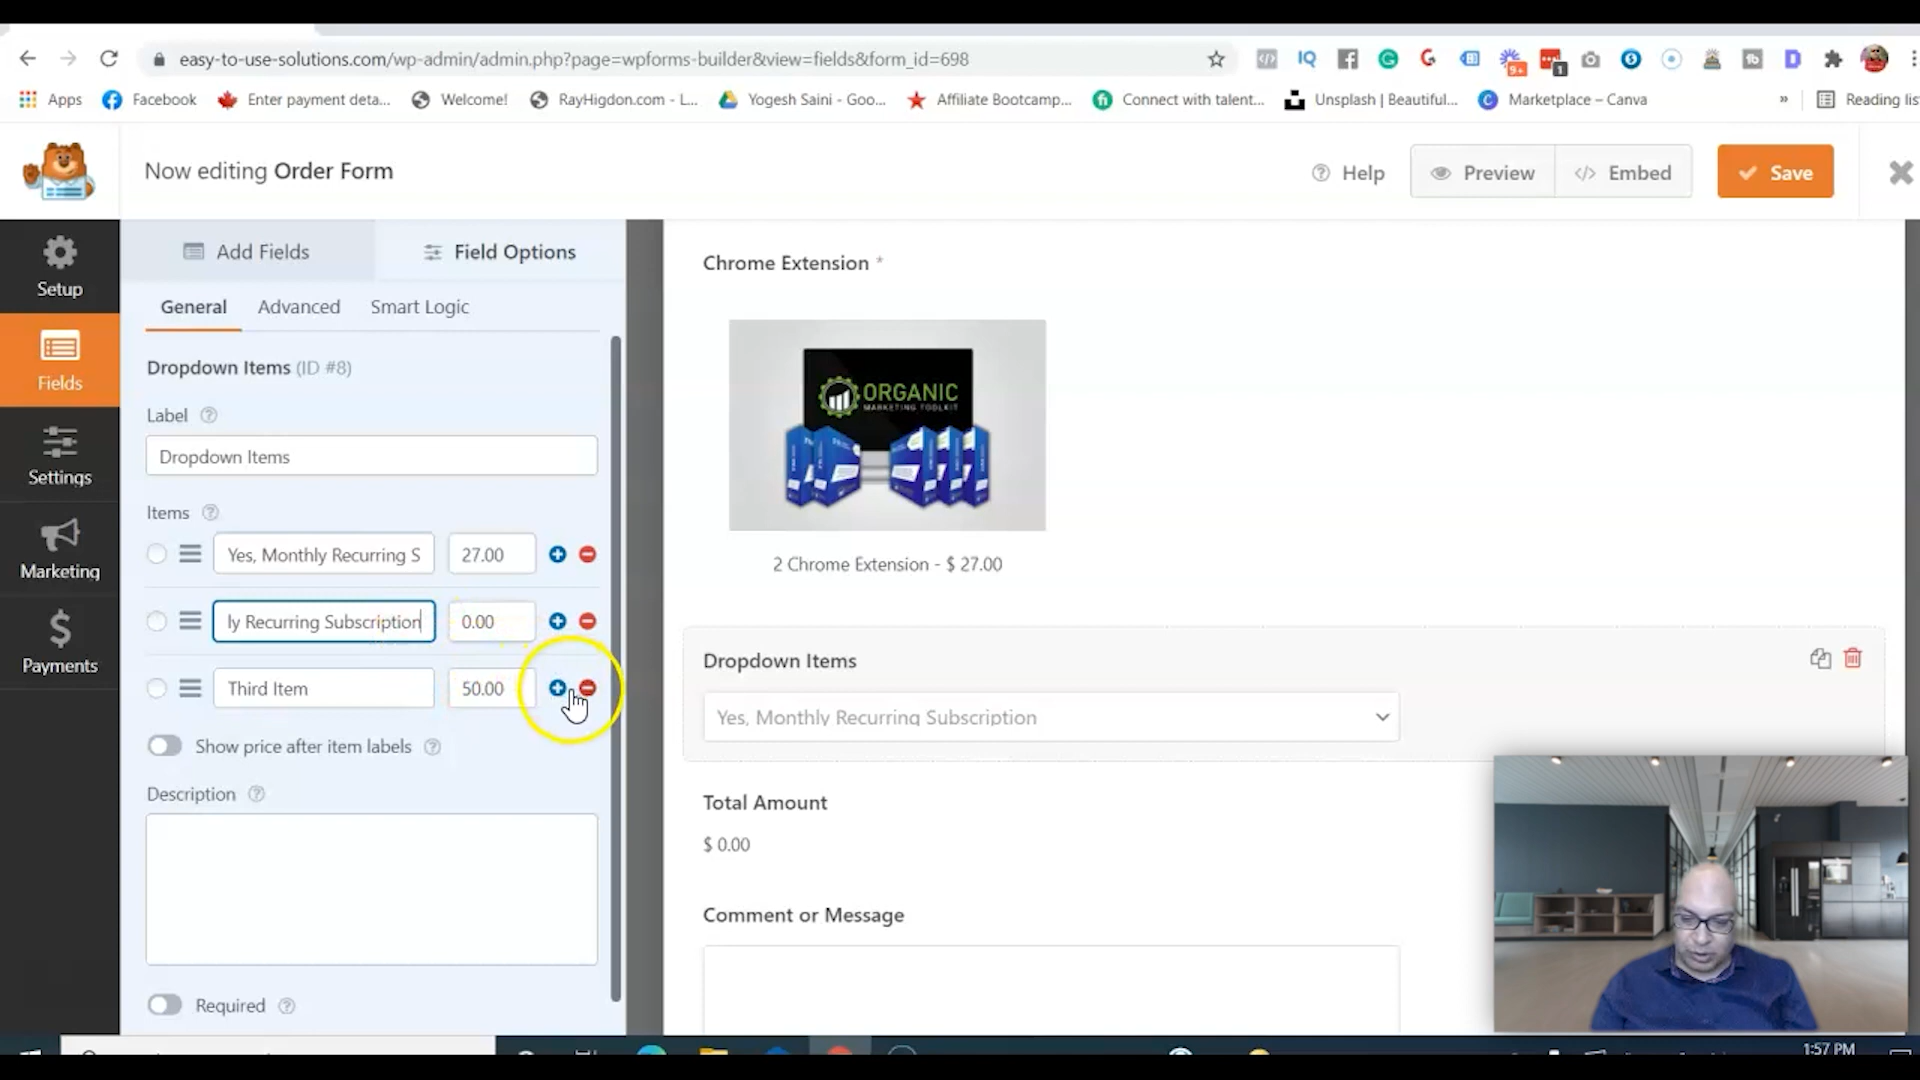 easy-to-use-solutions.com/wp-admin/admin.php?page=wpforms-builder&view=fields&form_id=698
IQ
9+
1
Apps
Facebook
Enter payment deta...
Welcome!
RayHigdon.com - L...
Yogesh Saini - Goo...
Affiliate Bootcamp...
Connect with talent...
Unsplash | Beautiful...
Marketplace – Canva
»
Reading lis
Now editing Order Form
Help
Preview
Embed
Save
Setup
Fields
Settings
Marketing
Payments
Add Fields
Field Options
General
Advanced
Smart Logic
Dropdown Items (ID #8)
Label
Dropdown Items
Items
Yes, Monthly Recurring S
27.00
ly Recurring Subscription
0.00
Third Item
50.00
Show price after item labels
Description
Required
Chrome Extension *
ORGANIC
MARKETING TOOLKIT
2 Chrome Extension - $ 27.00
Dropdown Items
Yes, Monthly Recurring Subscription
Total Amount
$ 0.00
Comment or Message
1:57 PM